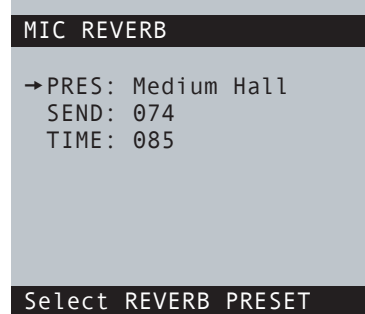 MIC REVERB
→PRES: Medium Hall
SEND: 074
TIME: 085
Select REVERB PRESET